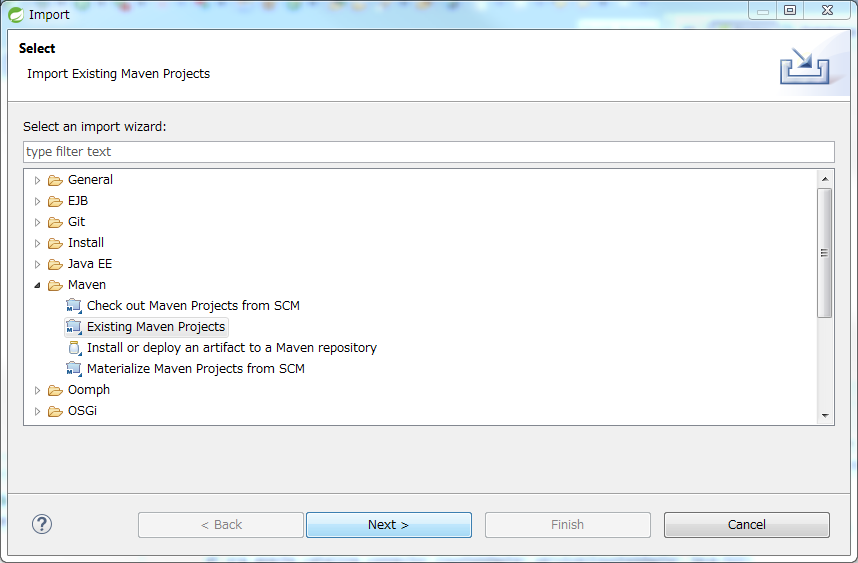 Import
Select
Import Existing Maven Projects
Select an import wizard:
type filter text
General
EJB
Git
Install
Java EE
Maven
Check out Maven Projects from SCM
Existing Maven Projects
Install or deploy an artifact to a Maven repository
Materialize Maven Projects from SCM
Oomph
OSGi
?
< Back
Next >
Finish
Cancel